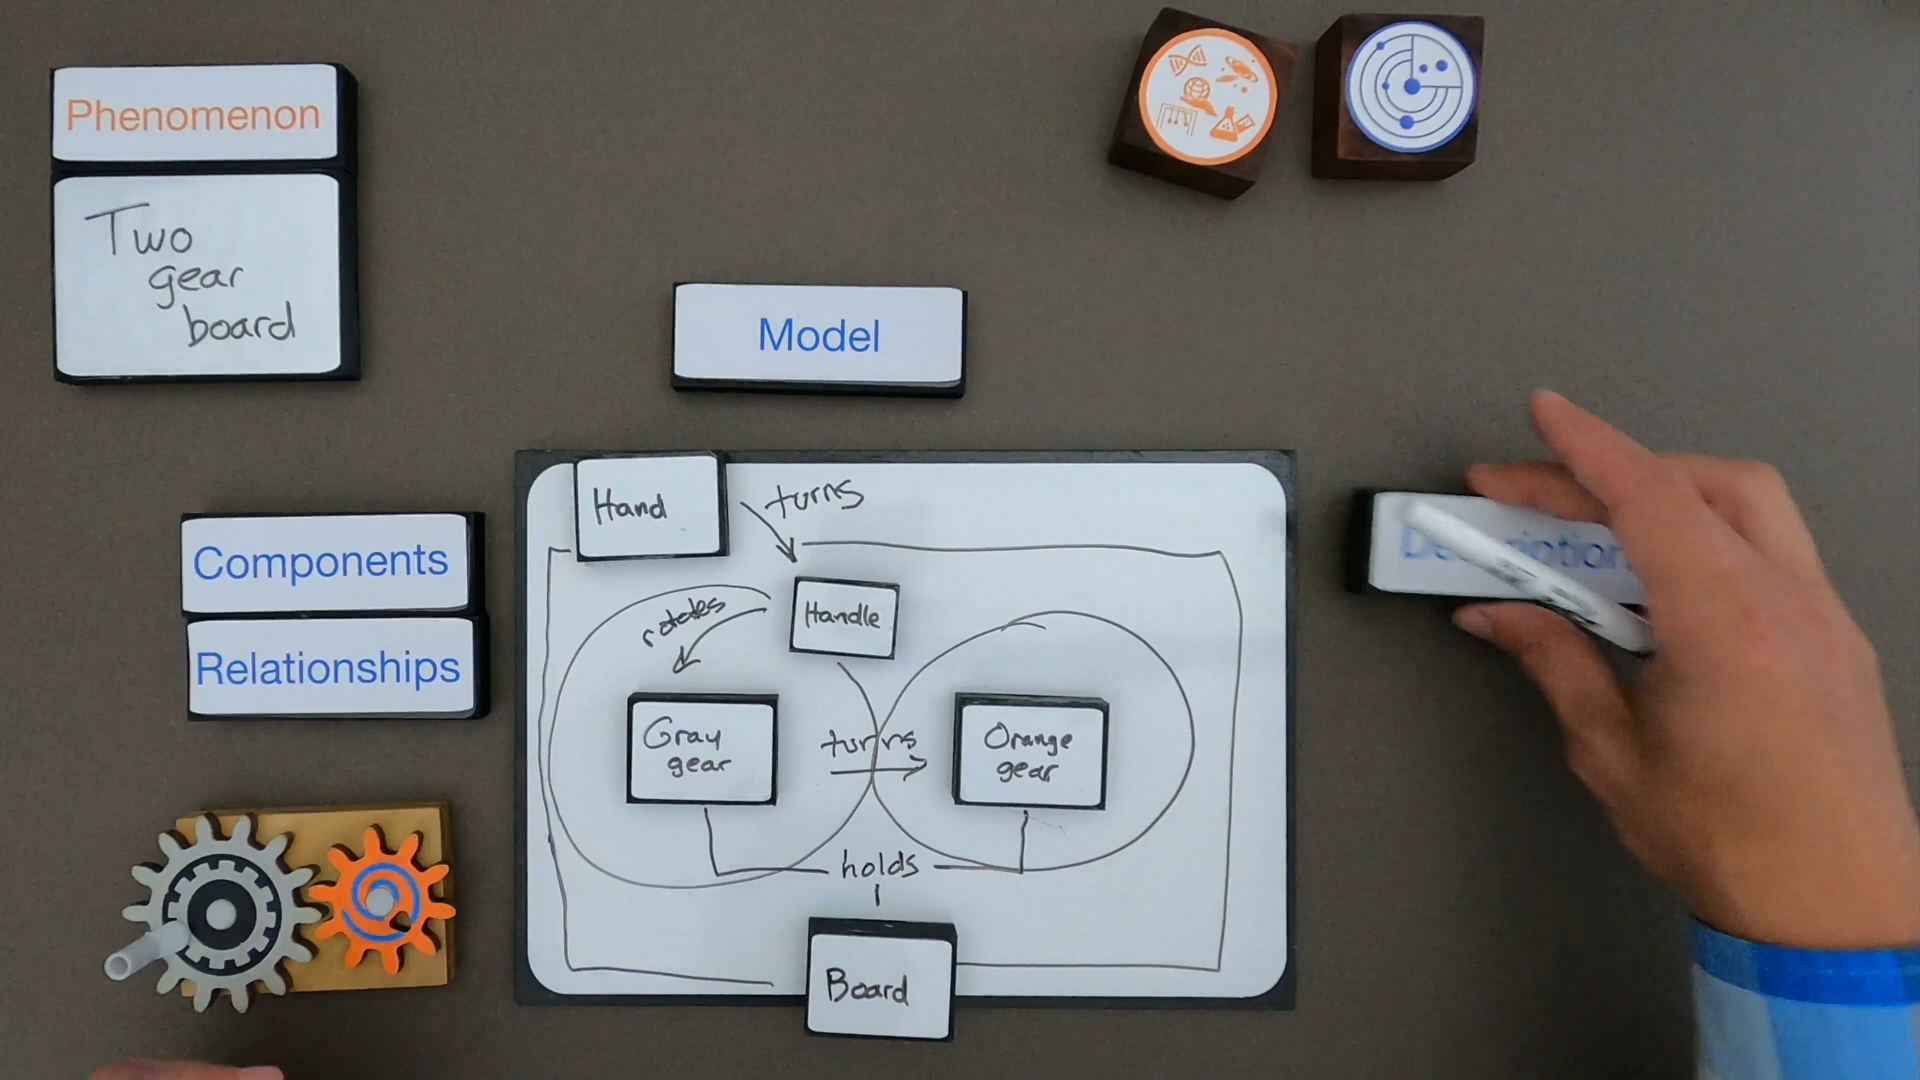 Phenomenon
Two
gear
board
Model
Components
Relationships
Hand
turns
Handle
rotates
Gray
gear
turns
Orange
gear
holds
Board